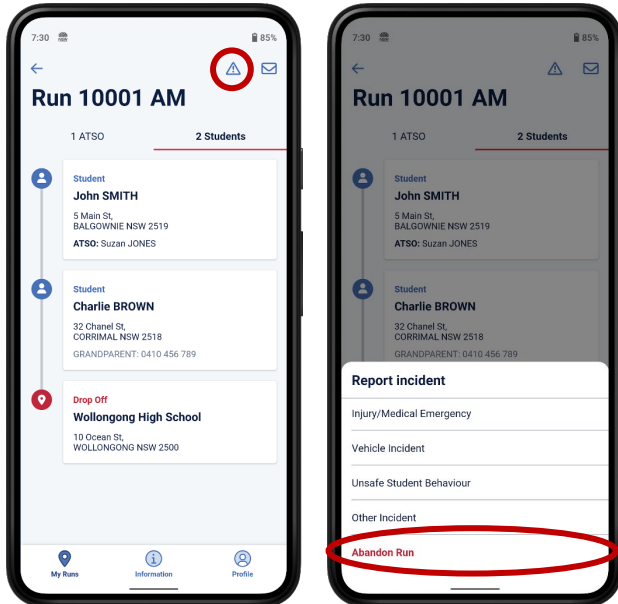 7:30
85%
Run 10001 AM
1 ATSO
2 Students
Student
John SMITH
5 Main St,
BALGOWNIE NSW 2519
ATSO: Suzan JONES
Student
Charlie BROWN
32 Chanel St,
CORRIMAL NSW 2518
GRANDPARENT: 0410 456 789
Drop Off
Wollongong High School
10 Ocean St,
WOLLONGONG NSW 2500
My Runs
Information
Profile
7:30
85%
Run 10001 AM
1 ATSO
2 Students
Student
John SMITH
5 Main St,
BALGOWNIE NSW 2519
ATSO: Suzan JONES
Student
Charlie BROWN
32 Chanel St,
CORRIMAL NSW 2518
GRANDPARENT: 0410 456 789
Report incident
Injury/Medical Emergency
Vehicle Incident
Unsafe Student Behaviour
Other Incident
Abandon Run